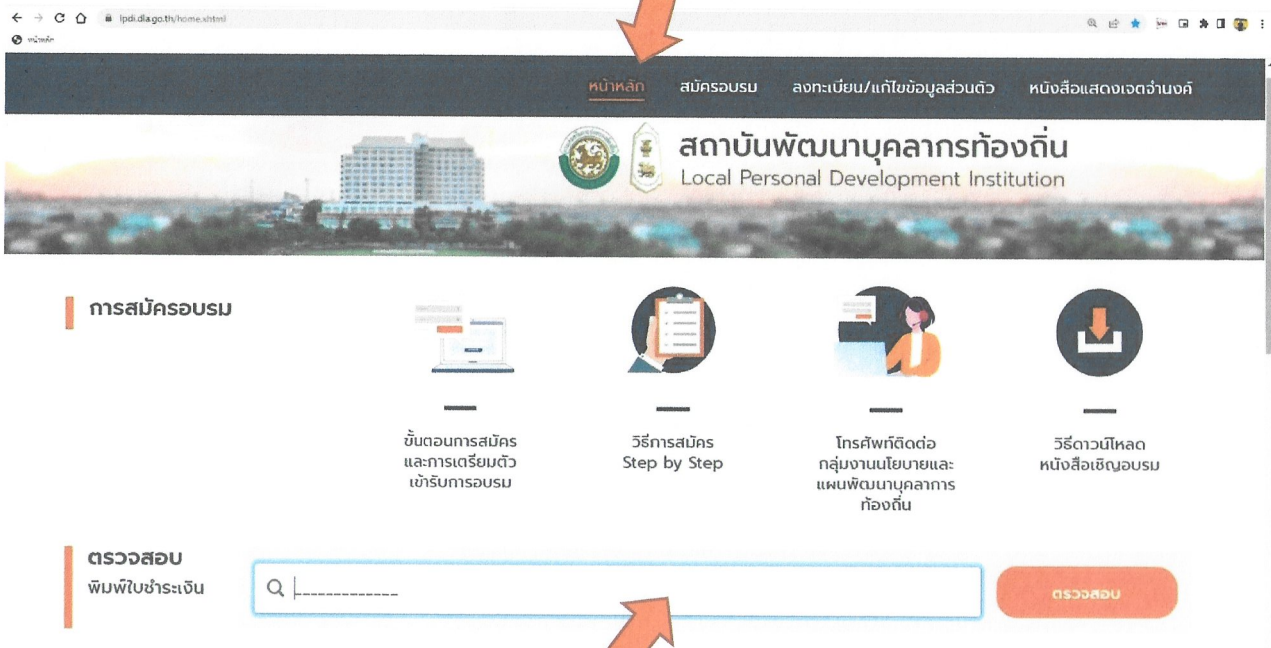 lpdi.dla.go.th/home.xhtml
หน้าหลัก
หน้าหลัก สมัครอบรม ลงทะเบียน/แก้ไขข้อมูลส่วนตัว หนังสือแสดงเจตจำนงค์
สถาบันพัฒนาบุคลากรท้องถิ่น
Local Personal Development Institution
การสมัครอบรม
ขั้นตอนการสมัคร
และการเตรียมตัว
เข้ารับการอบรม
วิธีการสมัคร
Step by Step
โทรศัพท์ติดต่อ
กลุ่มงานนโยบายและ
แผนพัฒนาบุคลาการ
ท้องถิ่น
วิธีดาวน์โหลด
หนังสือเชิญอบรม
ตรวจสอบ
พิมพ์ใบชำระเงิน
_____________
ตรวจสอบ